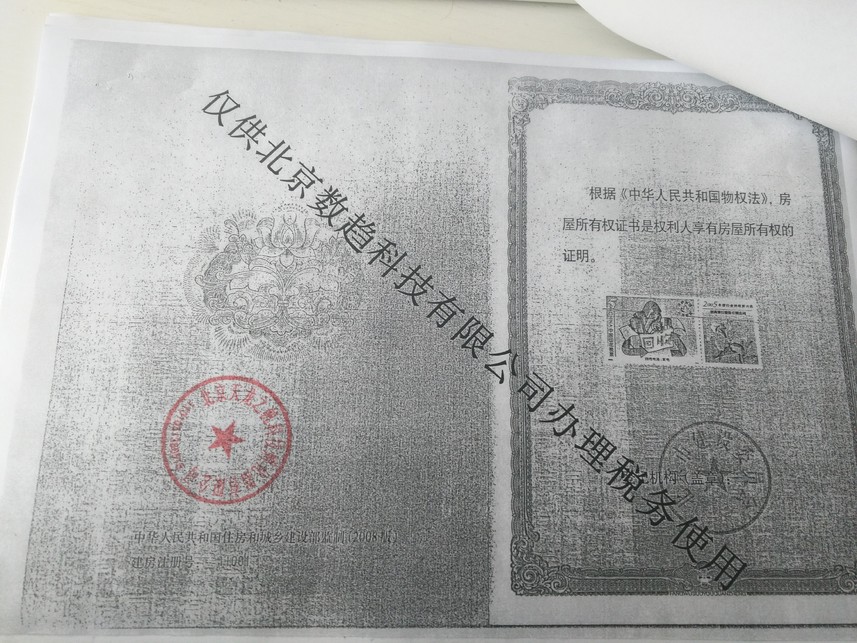 仅供北京数趋科技有限公司办理税务使用
根据《中华人民共和国物权法》，房
屋所有权证书是权利人享有房屋所有权的
证明。
机构（盖章）
中华人民共和国住房和城乡建设部监制（2008版）
建房注册号：